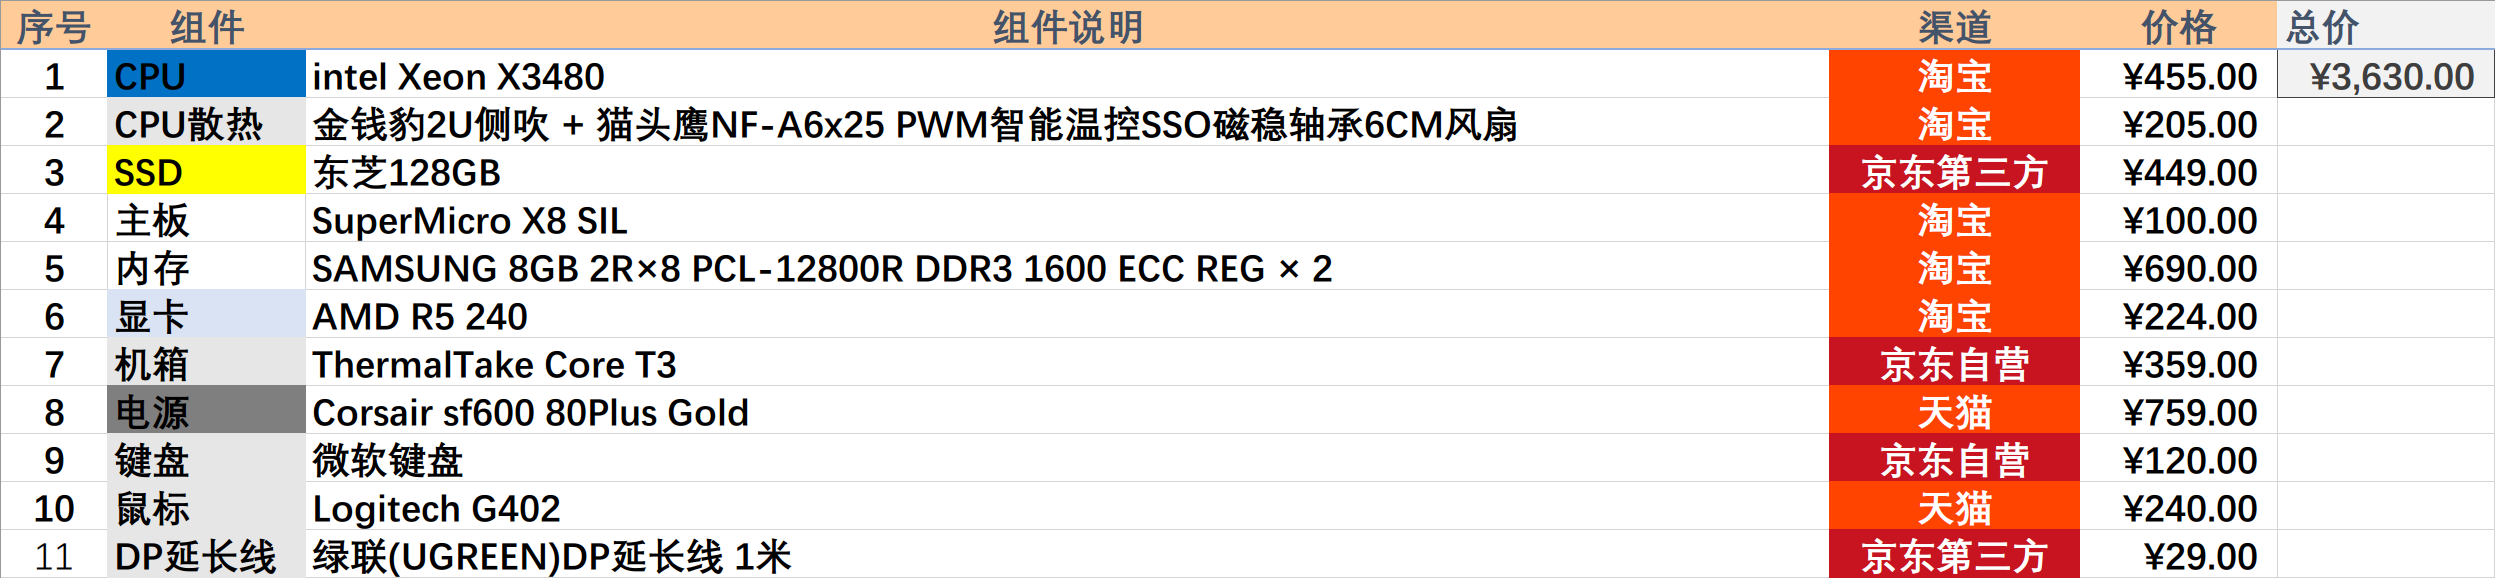 序号 组件 组件说明 渠道 价格 总价
1 CPU intel Xeon X3480 淘宝 ¥455.00 ¥3,630.00
2 CPU散热 金钱豹2U侧吹 + 猫头鹰NF-A6x25 PWM智能温控SSO磁稳轴承6CM风扇 淘宝 ¥205.00
3 SSD 东芝128GB 京东第三方 ¥449.00
4 主板 SuperMicro X8 SIL 淘宝 ¥100.00
5 内存 SAMSUNG 8GB 2R×8 PCL-12800R DDR3 1600 ECC REG × 2 淘宝 ¥690.00
6 显卡 AMD R5 240 淘宝 ¥224.00
7 机箱 ThermalTake Core T3 京东自营 ¥359.00
8 电源 Corsair sf600 80Plus Gold 天猫 ¥759.00
9 键盘 微软键盘 京东自营 ¥120.00
10 鼠标 Logitech G402 天猫 ¥240.00
11 DP延长线 绿联(UGREEN)DP延长线 1米 京东第三方 ¥29.00